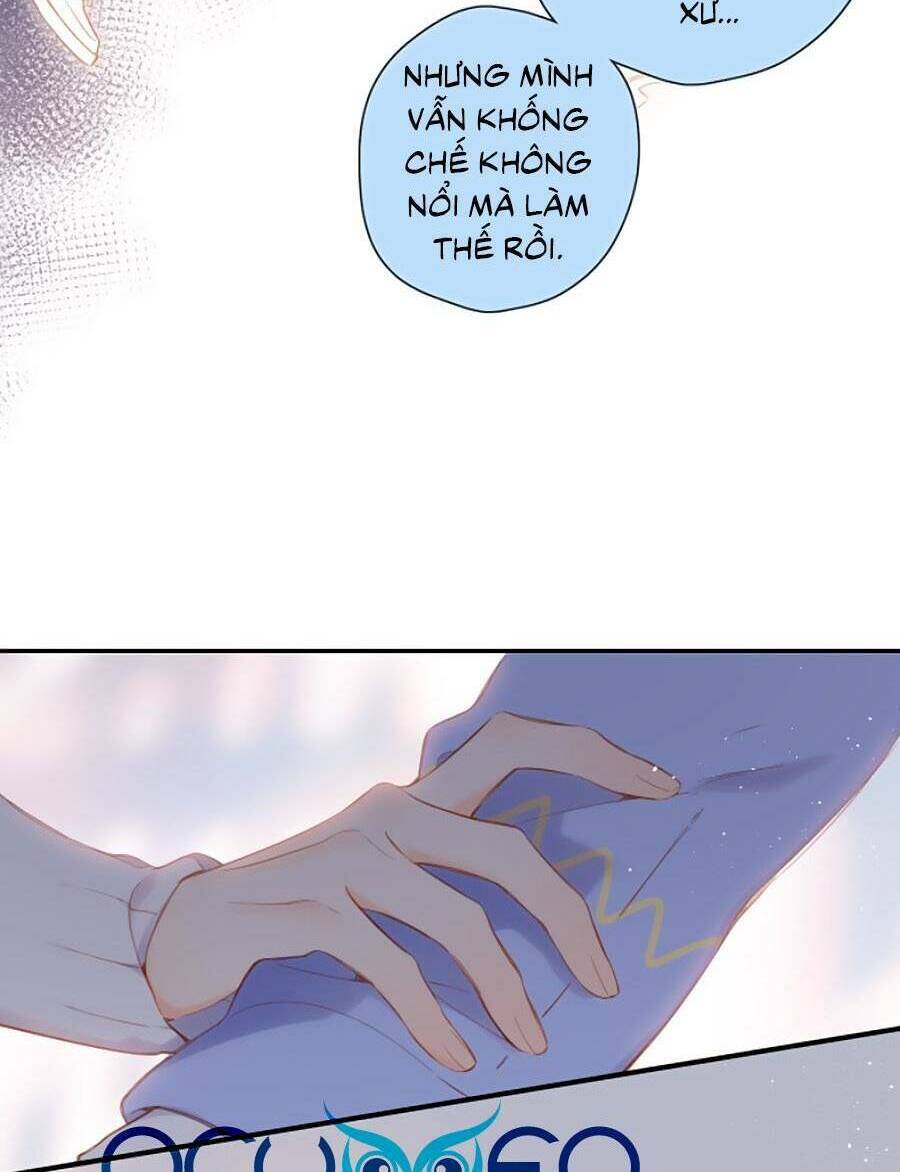 XỬ...
NHƯNG MÌNH
VẪN KHỐNG
CHẾ KHÔNG
NỔI MÀ LÀM
THẾ RỒI.